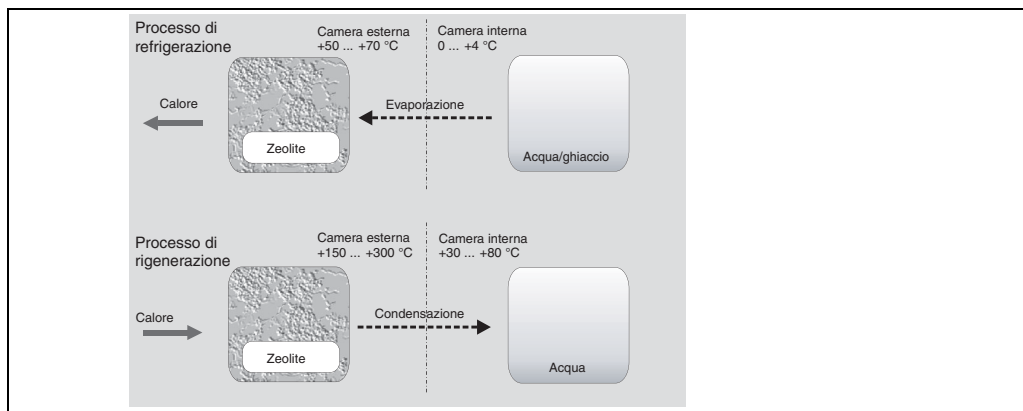 Processo di
refrigerazione
Camera esterna
+50 ... +70 °C
Camera interna
0 ... +4 °C
Calore
Evaporazione
Zeolite
Acqua/ghiaccio
Processo di
rigenerazione
Camera esterna
+150 ... +300 °C
Camera interna
+30 ... +80 °C
Calore
Condensazione
Zeolite
Acqua